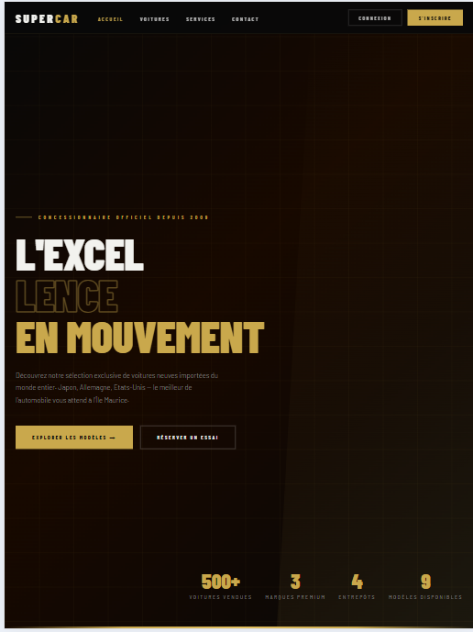 SUPERCAR
ACCUEIL
VOITURES
SERVICES
CONTACT
CONNEXION
S'INSCRIRE
CONCESSIONNAIRE OFFICIEL DEPUIS 2008
L'EXCEL
LENCE
EN MOUVEMENT
Découvrez notre sélection exclusive de voitures neuves importées du
monde entier—Japon, Allemagne, États-Unis — le meilleur de
l'automobile vous attend à l'Île Maurice.
EXPLORER LES MODÈLES →
RÉSERVER UN ESSAI
500+
VOITURES VENDUES
3
MARQUES PREMIUM
4
ENTREPÔTS
9
MODÈLES DISPONIBLES